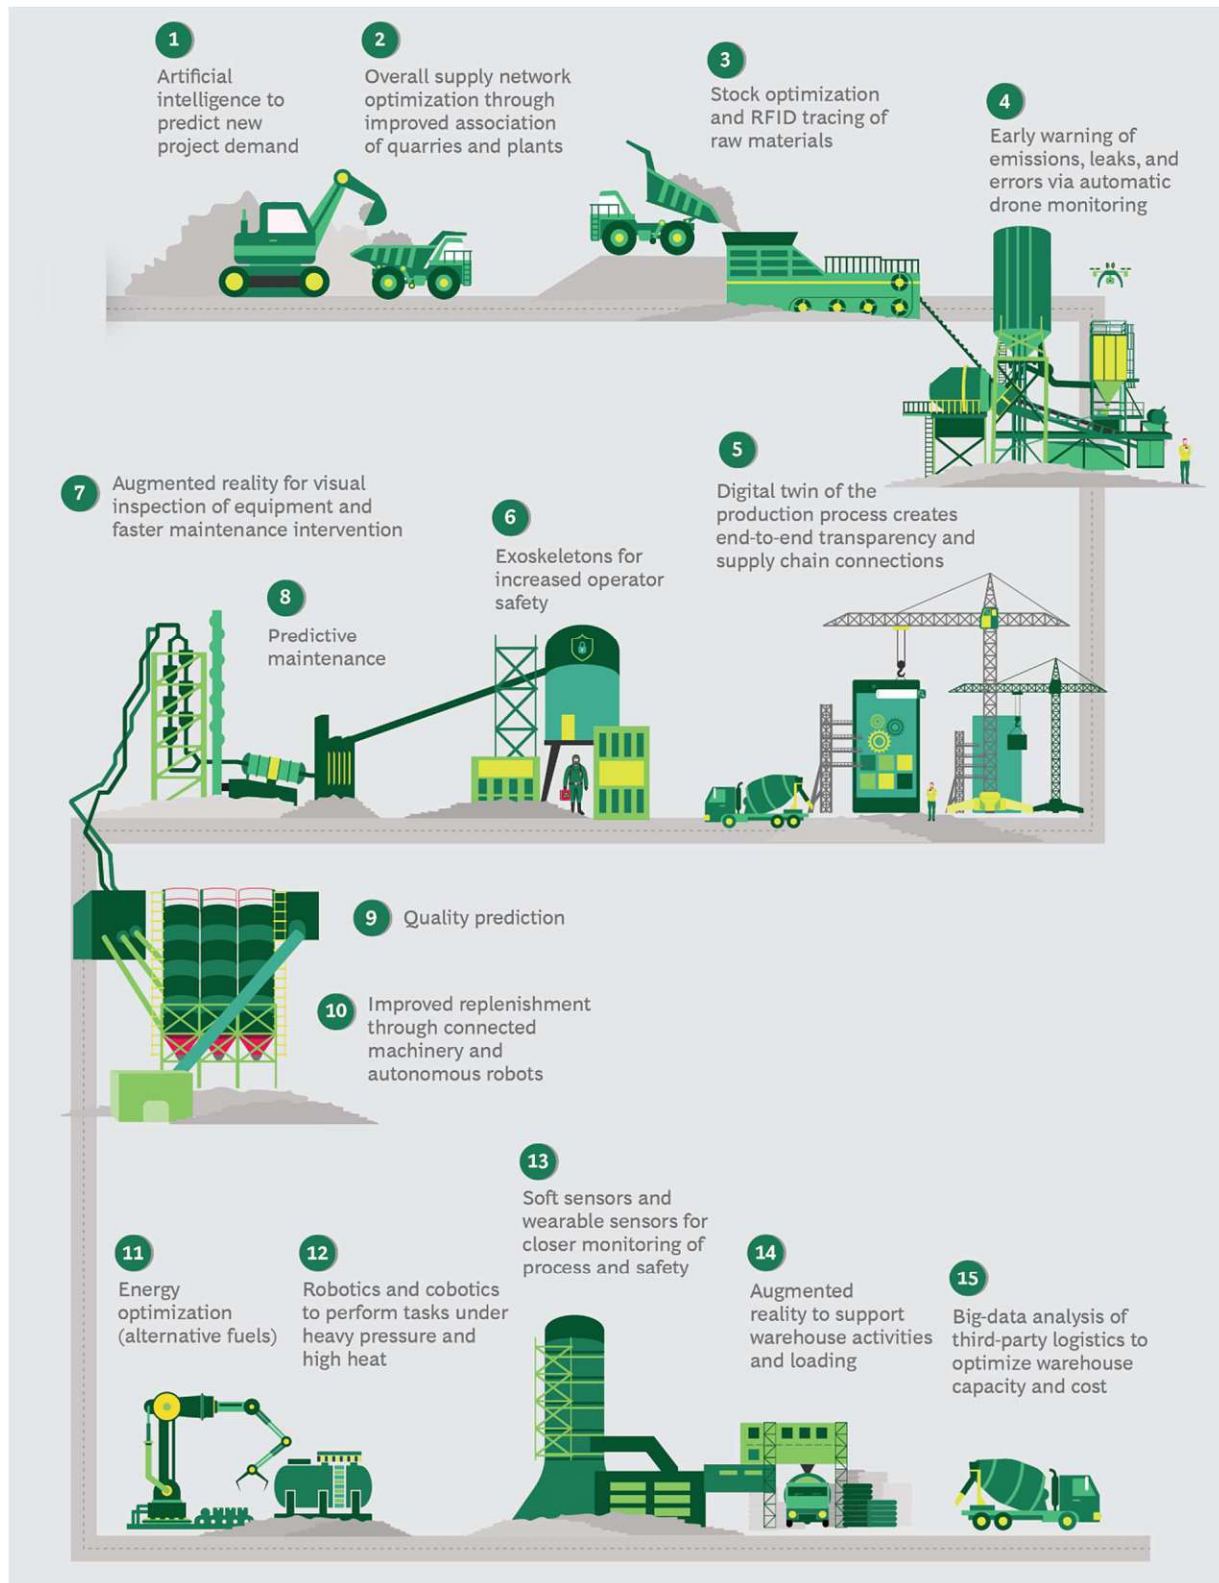 1
Artificial
intelligence to
predict new
project demand
2
Overall supply network
optimization through
improved association
of quarries and plants
3
Stock optimization
and RFID tracing of
raw materials
4
Early warning of
emissions, leaks, and
errors via automatic
drone monitoring
5
Digital twin of the
production process creates
end-to-end transparency and
supply chain connections
6
Exoskeletons for
increased operator
safety
7
Augmented reality for visual
inspection of equipment and
faster maintenance intervention
8
Predictive
maintenance
9
Quality prediction
10
Improved replenishment
through connected
machinery and
autonomous robots
11
Energy
optimization
(alternative fuels)
12
Robotics and cobotics
to perform tasks under
heavy pressure and
high heat
13
Soft sensors and
wearable sensors for
closer monitoring of
process and safety
14
Augmented
reality to support
warehouse activities
and loading
15
Big-data analysis of
third-party logistics to
optimize warehouse
capacity and cost